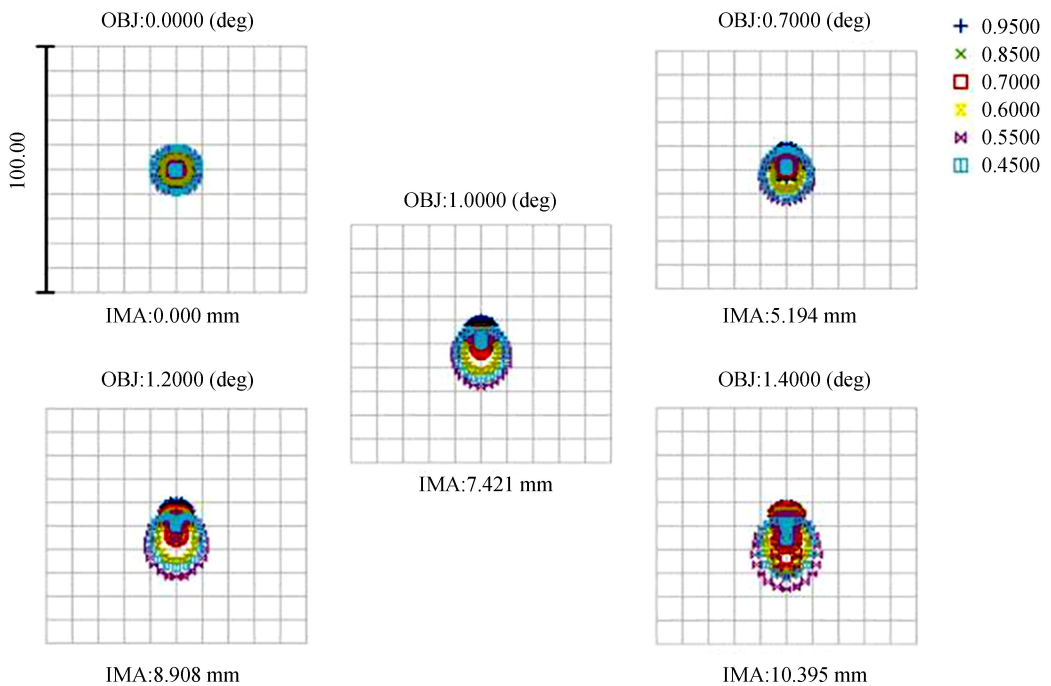 OBJ:0.0000 (deg)
100.00
IMA:0.000 mm
OBJ:0.7000 (deg)
IMA:5.194 mm
OBJ:1.0000 (deg)
IMA:7.421 mm
OBJ:1.2000 (deg)
IMA:8.908 mm
OBJ:1.4000 (deg)
IMA:10.395 mm
0.9500
0.8500
0.7000
0.6000
0.5500
0.4500